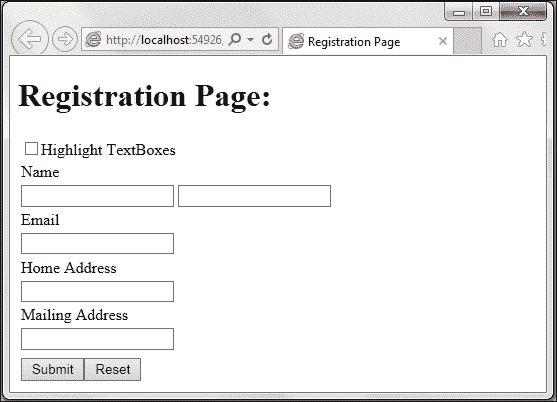 http://localhost:54926
Registration Page
Registration Page:
Highlight TextBoxes
Name
Email
Home Address
Mailing Address
Submit Reset